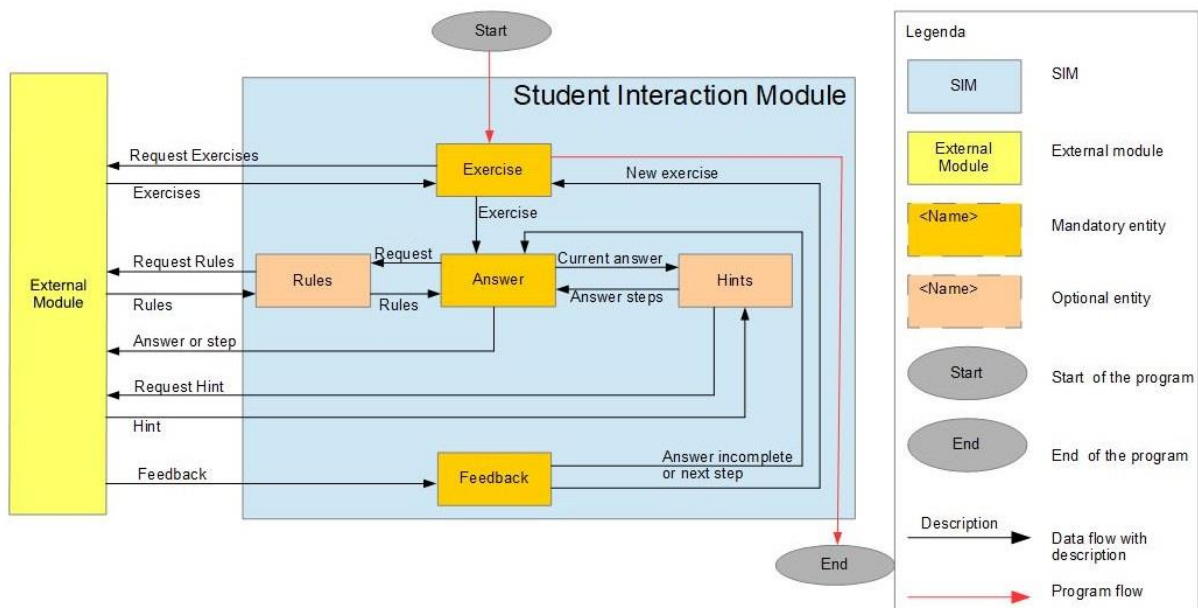 Start
Student Interaction Module
Request Exercises
Exercise
New exercise
Exercises
Exercise
Request
Request Rules
Rules
Current answer
Answer
Hints
External
Module
Rules
Rules
Answer steps
Answer or step
Request Hint
Hint
Answer incomplete
or next step
Feedback
Feedback
End
Legenda
SIM
SIM
External
Module
External module
<Name>
Mandatory entity
<Name>
Optional entity
Start
Start of the program
End
End of the program
Description
Data flow with
description
Program flow